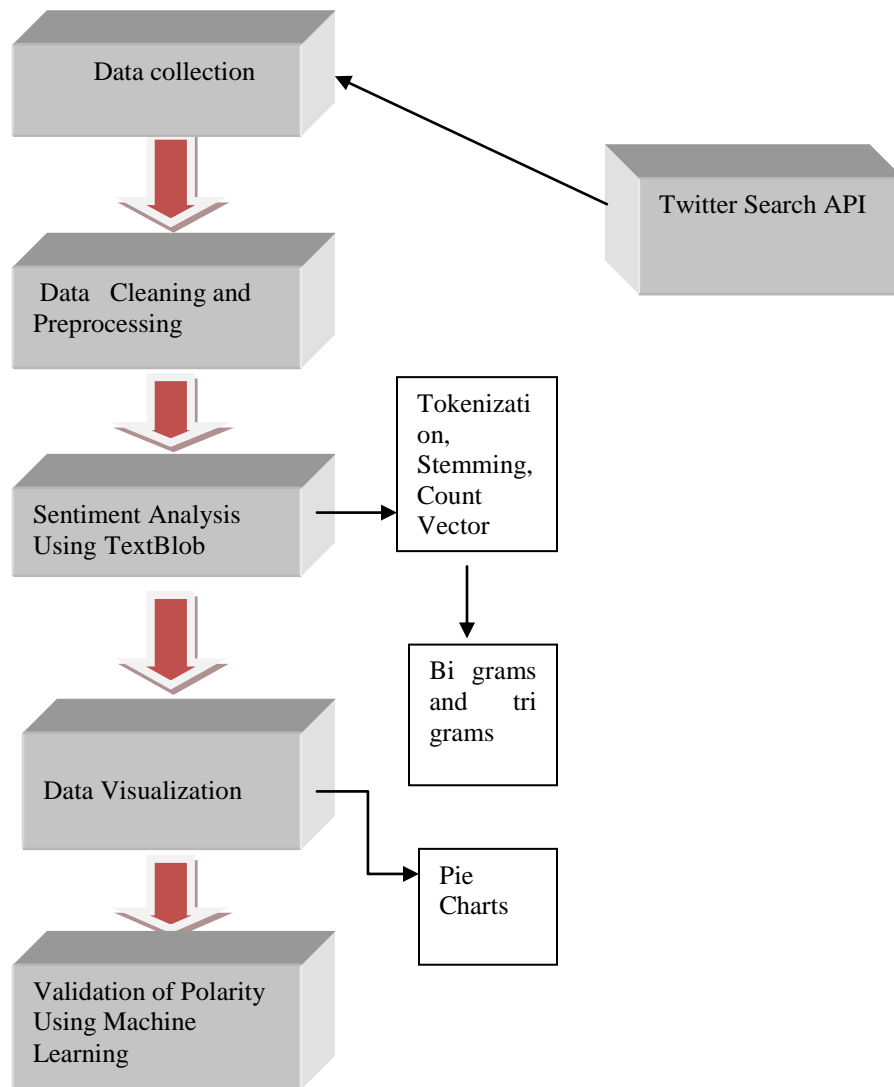 Data collection
Twitter Search API
Data Cleaning and
Preprocessing
Tokenizati
on,
Stemming,
Count
Vector
Sentiment Analysis
Using TextBlob
Bi grams
and tri
grams
Data Visualization
Pie
Charts
Validation of Polarity
Using Machine
Learning